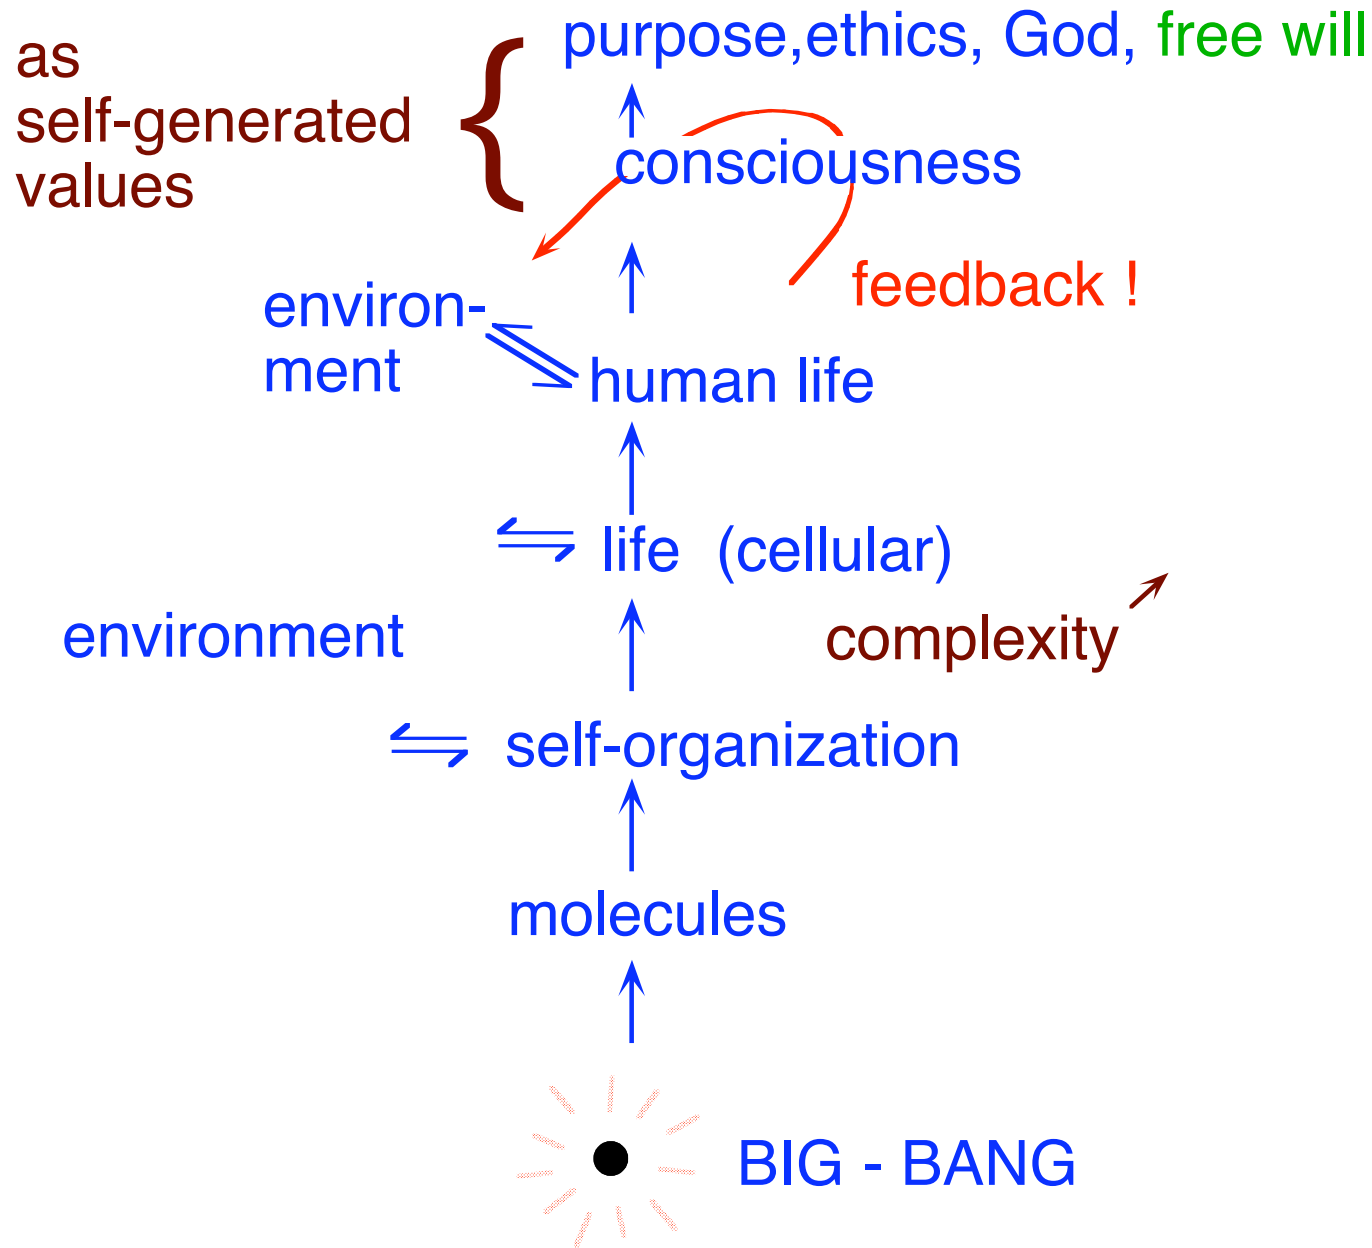 purpose,ethics, God, free will
as
self-generated
values
consciousness
feedback !
environ-
ment
human life
life (cellular)
environment
complexity
self-organization
molecules
BIG - BANG